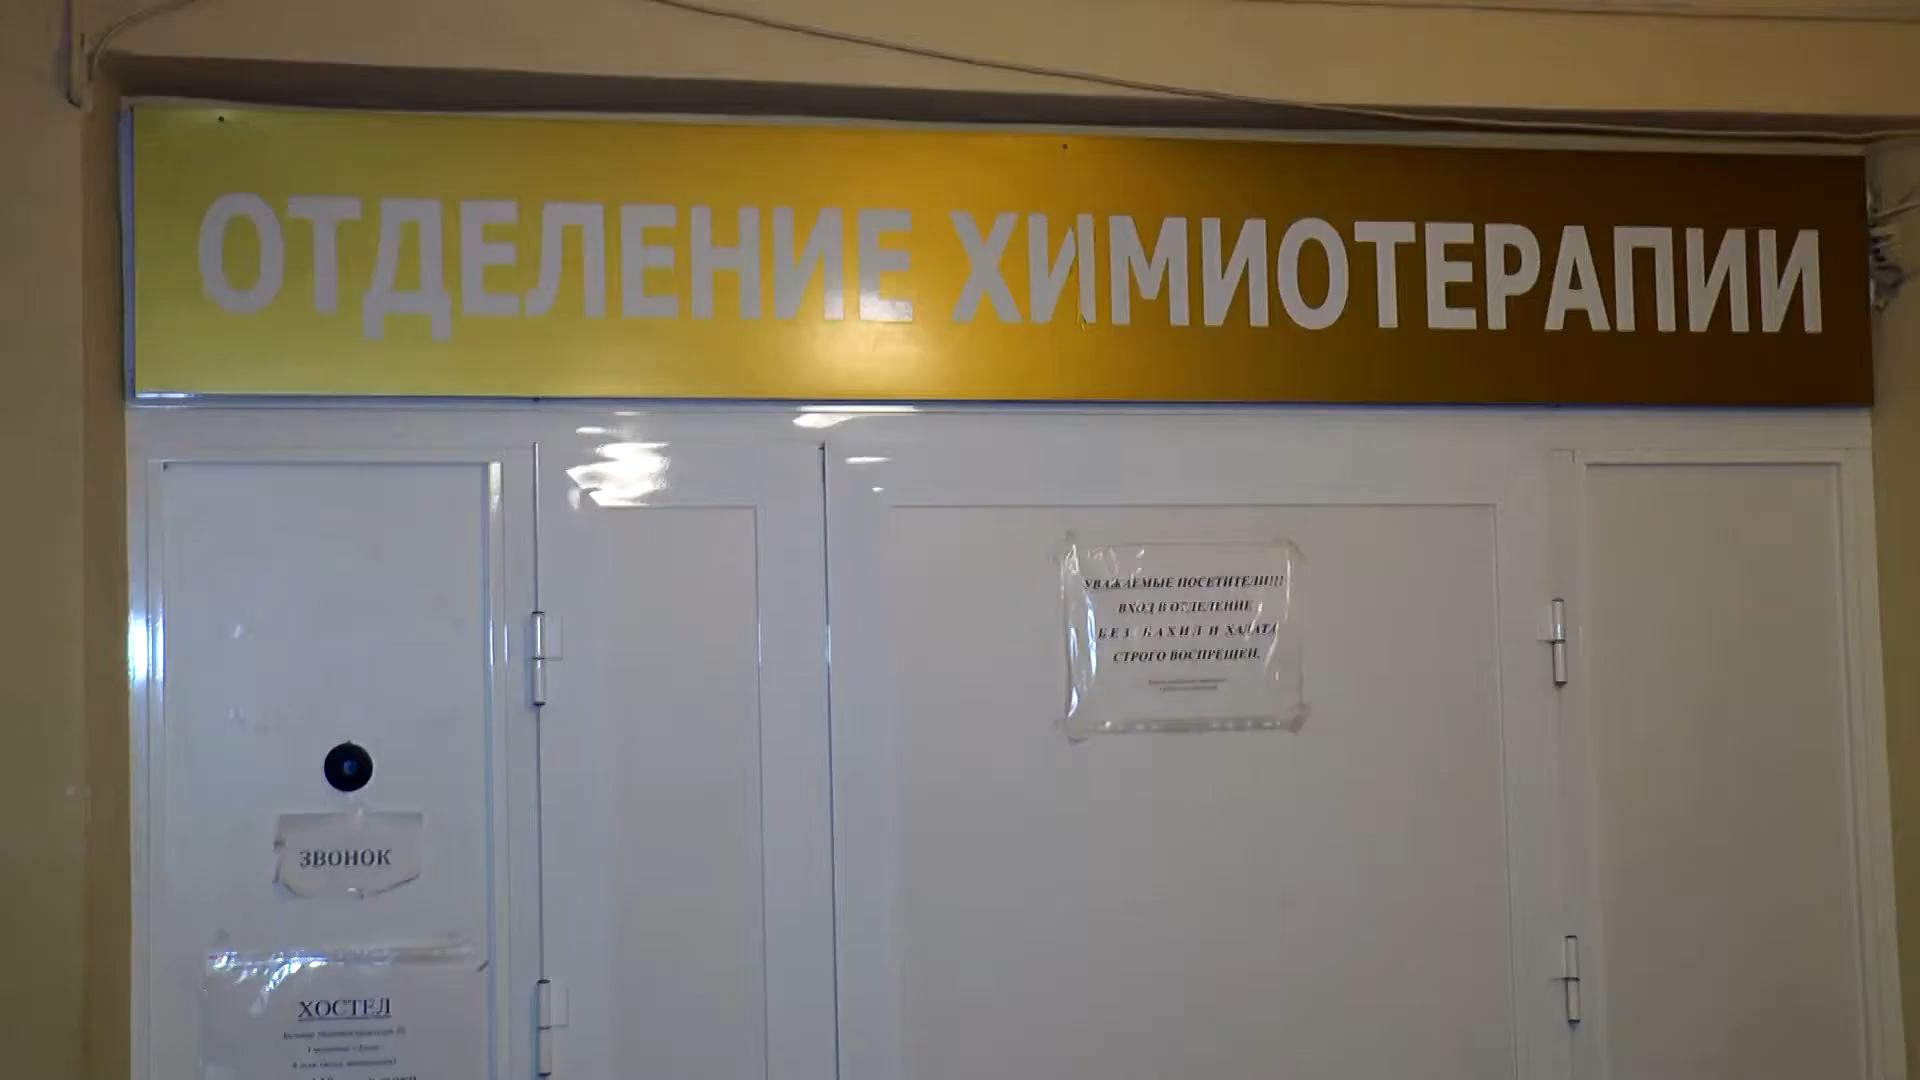 ОТДЕЛЕНИЕ ХИМИОТЕРАПИИ
УВАЖАЕМЫЕ ПОСЕТИТЕЛИ!!!
ВХОД В ОТДЕЛЕНИЕ
БЕЗ БАХИЛ И ХАЛАТА
СТРОГО ВОСПРЕЩЕН.
ЗВОНОК
ХОСТЕЛ